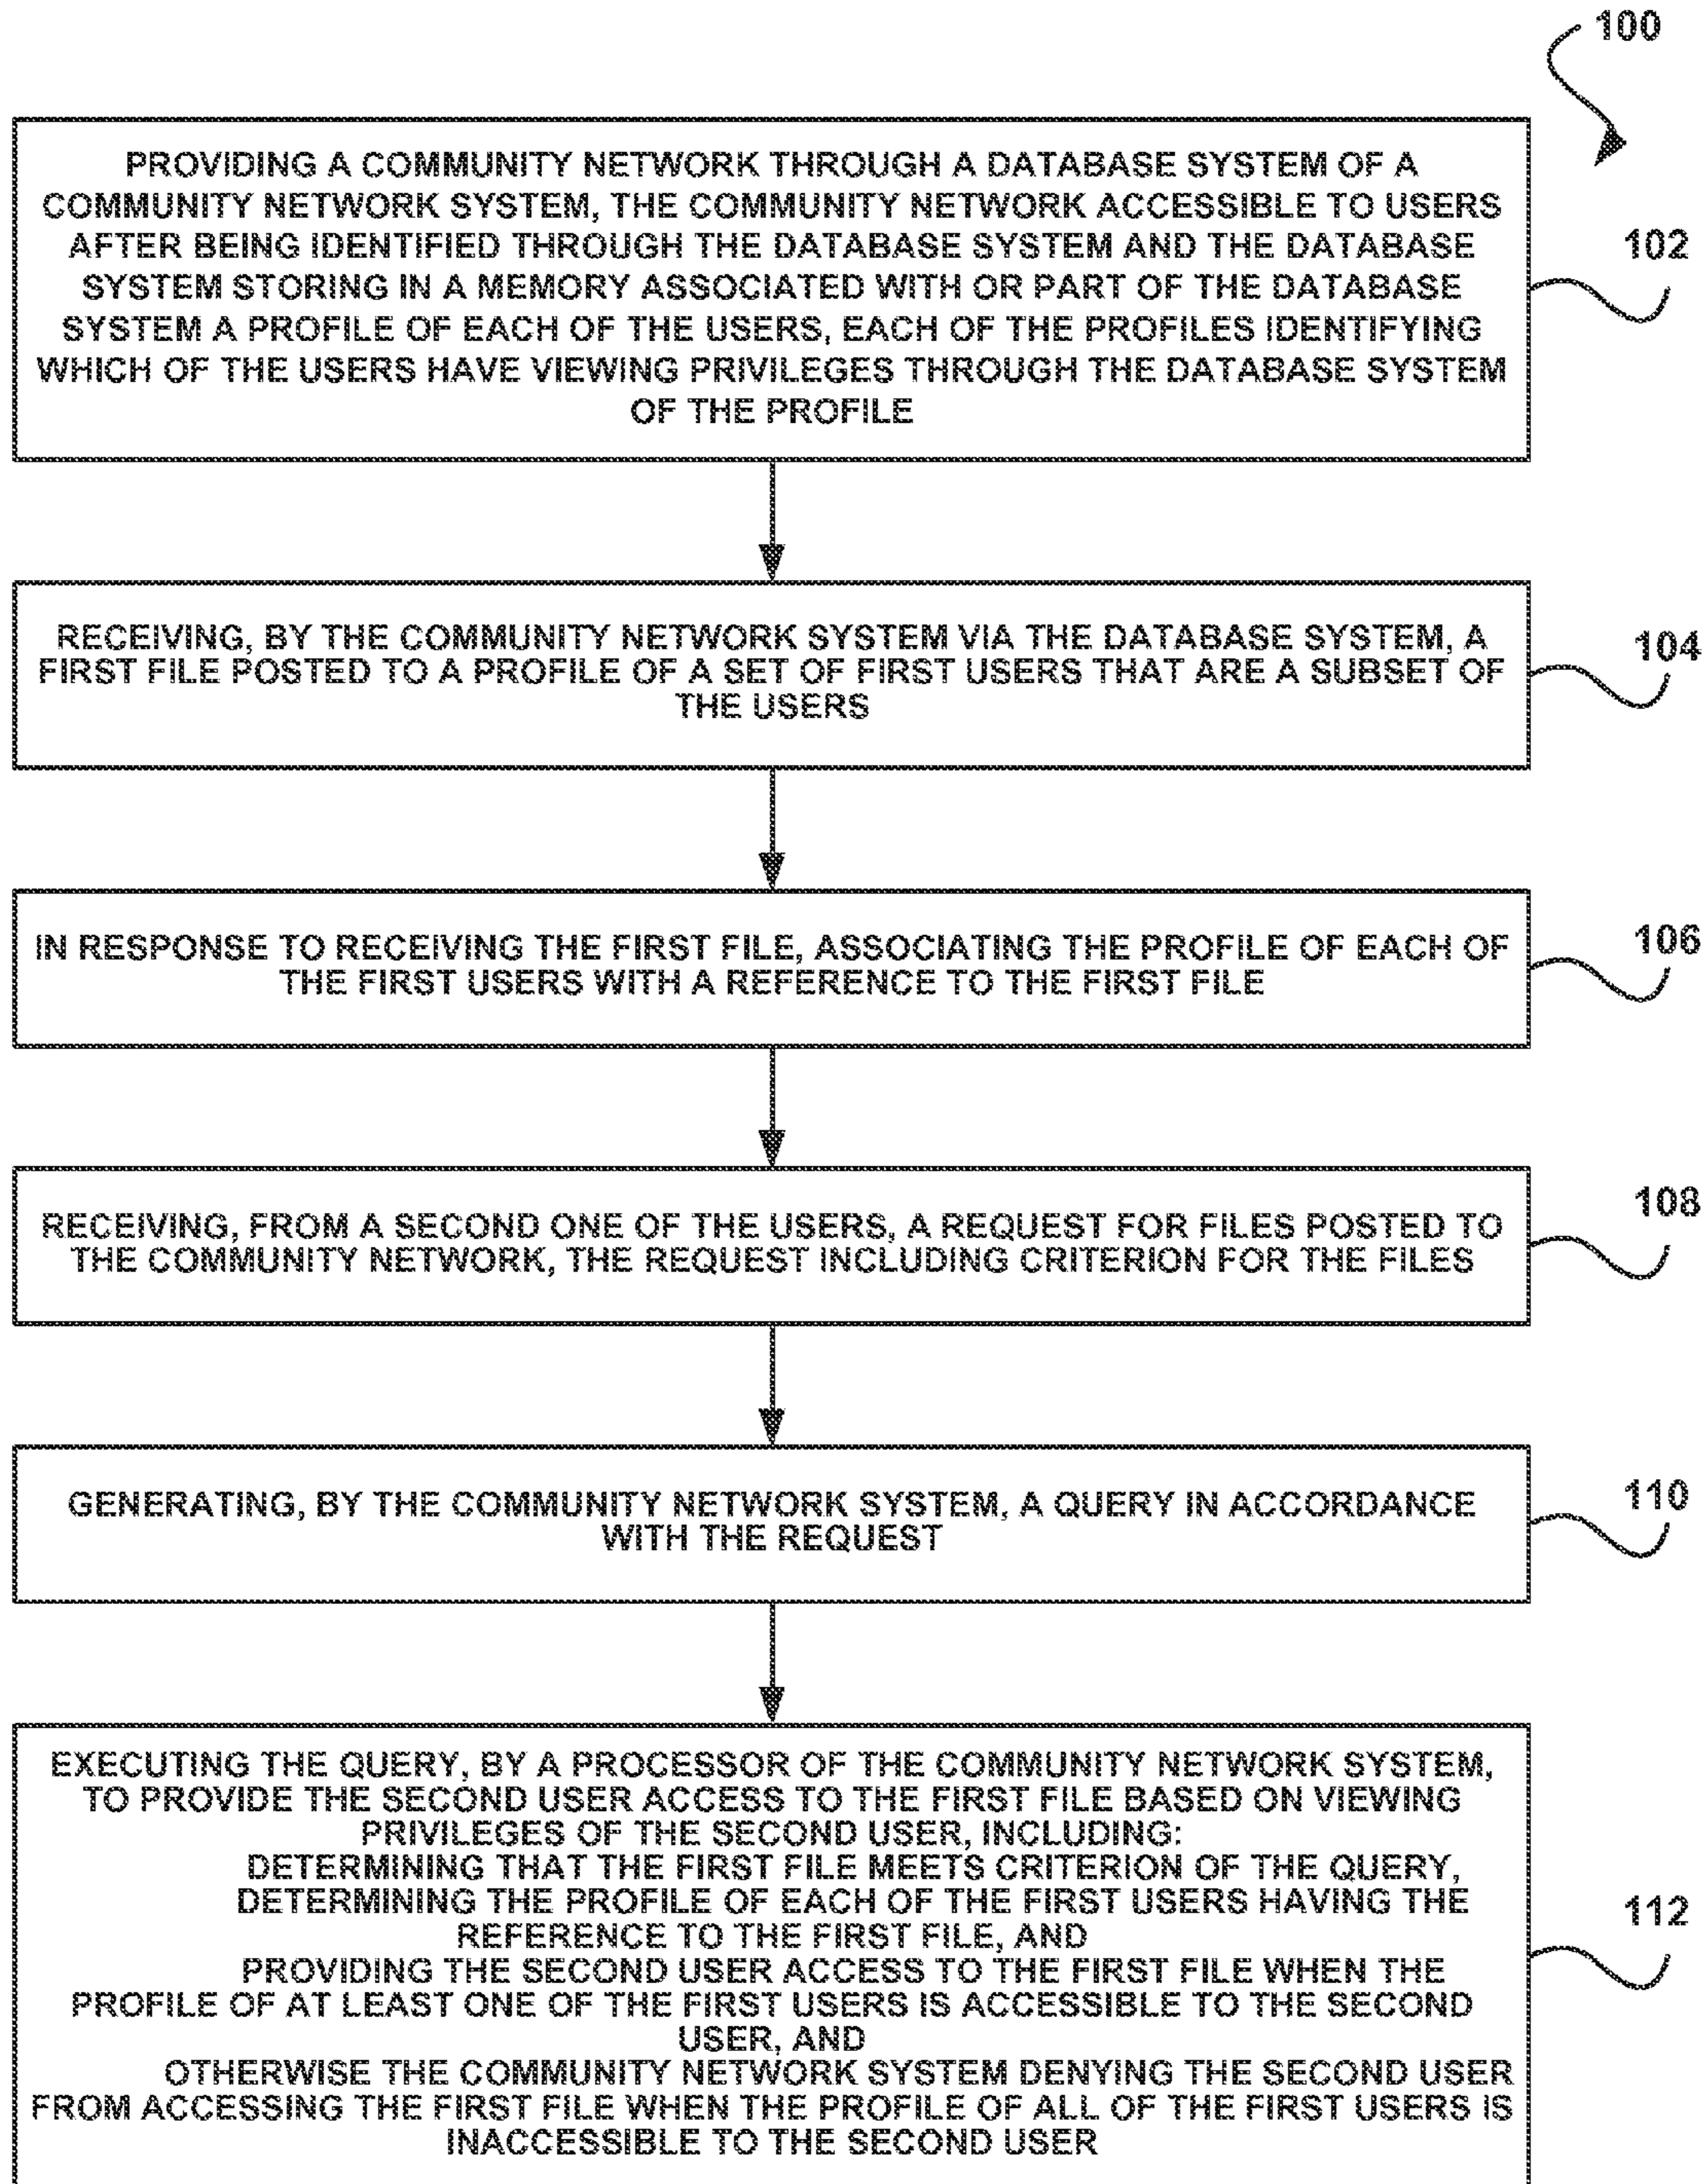 100
PROVIDING A COMMUNITY NETWORK THROUGH A DATABASE SYSTEM OF A
COMMUNITY NETWORK SYSTEM, THE COMMUNITY NETWORK ACCESSIBLE TO USERS
AFTER BEING IDENTIFIED THROUGH THE DATABASE SYSTEM AND THE DATABASE
SYSTEM STORING IN A MEMORY ASSOCIATED WITH OR PART OF THE DATABASE
SYSTEM A PROFILE OF EACH OF THE USERS, EACH OF THE PROFILES IDENTIFYING
WHICH OF THE USERS HAVE VIEWING PRIVILEGES THROUGH THE DATABASE SYSTEM
OF THE PROFILE
102
RECEIVING, BY THE COMMUNITY NETWORK SYSTEM VIA THE DATABASE SYSTEM, A
FIRST FILE POSTED TO A PROFILE OF A SET OF FIRST USERS THAT ARE A SUBSET OF
THE USERS
104
IN RESPONSE TO RECEIVING THE FIRST FILE, ASSOCIATING THE PROFILE OF EACH OF
THE FIRST USERS WITH A REFERENCE TO THE FIRST FILE
106
RECEIVING, FROM A SECOND ONE OF THE USERS, A REQUEST FOR FILES POSTED TO
THE COMMUNITY NETWORK, THE REQUEST INCLUDING CRITERION FOR THE FILES
108
GENERATING, BY THE COMMUNITY NETWORK SYSTEM, A QUERY IN ACCORDANCE
WITH THE REQUEST
110
EXECUTING THE QUERY, BY A PROCESSOR OF THE COMMUNITY NETWORK SYSTEM,
TO PROVIDE THE SECOND USER ACCESS TO THE FIRST FILE BASED ON VIEWING
PRIVILEGES OF THE SECOND USER, INCLUDING:
DETERMINING THAT THE FIRST FILE MEETS CRITERION OF THE QUERY,
DETERMINING THE PROFILE OF EACH OF THE FIRST USERS HAVING THE
REFERENCE TO THE FIRST FILE, AND
PROVIDING THE SECOND USER ACCESS TO THE FIRST FILE WHEN THE
PROFILE OF AT LEAST ONE OF THE FIRST USERS IS ACCESSIBLE TO THE SECOND
USER, AND
OTHERWISE THE COMMUNITY NETWORK SYSTEM DENYING THE SECOND USER
FROM ACCESSING THE FIRST FILE WHEN THE PROFILE OF ALL OF THE FIRST USERS IS
INACCESSIBLE TO THE SECOND USER
112